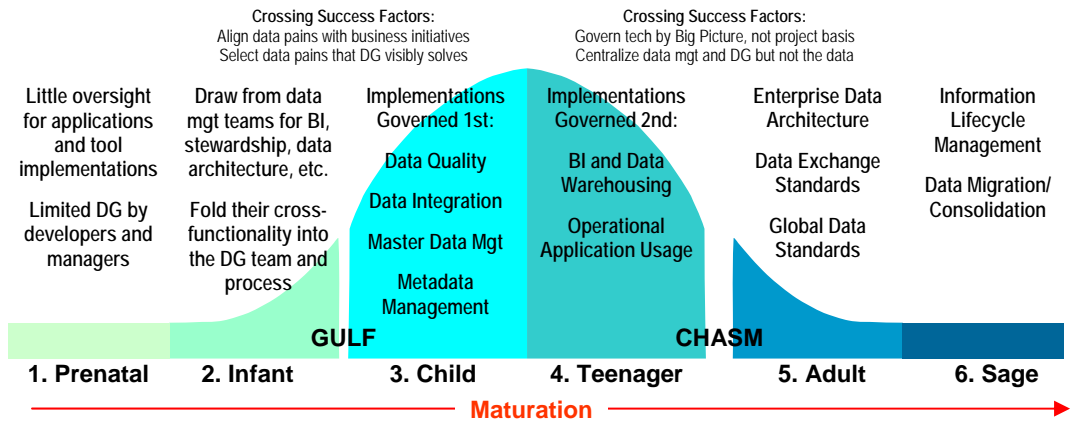 Crossing Success Factors:
Align data pains with business initiatives
Select data pains that DG visibly solves
Crossing Success Factors:
Govern tech by Big Picture, not project basis
Centralize data mgt and DG but not the data
Little oversight
for applications
and tool
implementations
Limited DG by
developers and
managers
Draw from data
mgt teams for BI,
stewardship, data
architecture, etc.
Fold their cross-
functionality into
the DG team and
process
Implementations
Governed 1st:
Data Quality
Data Integration
Master Data Mgt
Metadata
Management
Implementations
Governed 2nd:
BI and Data
Warehousing
Operational
Application Usage
Enterprise Data
Architecture
Data Exchange
Standards
Global Data
Standards
Information
Lifecycle
Management
Data Migration/
Consolidation
GULF
CHASM
1. Prenatal
2. Infant
3. Child
4. Teenager
5. Adult
6. Sage
Maturation